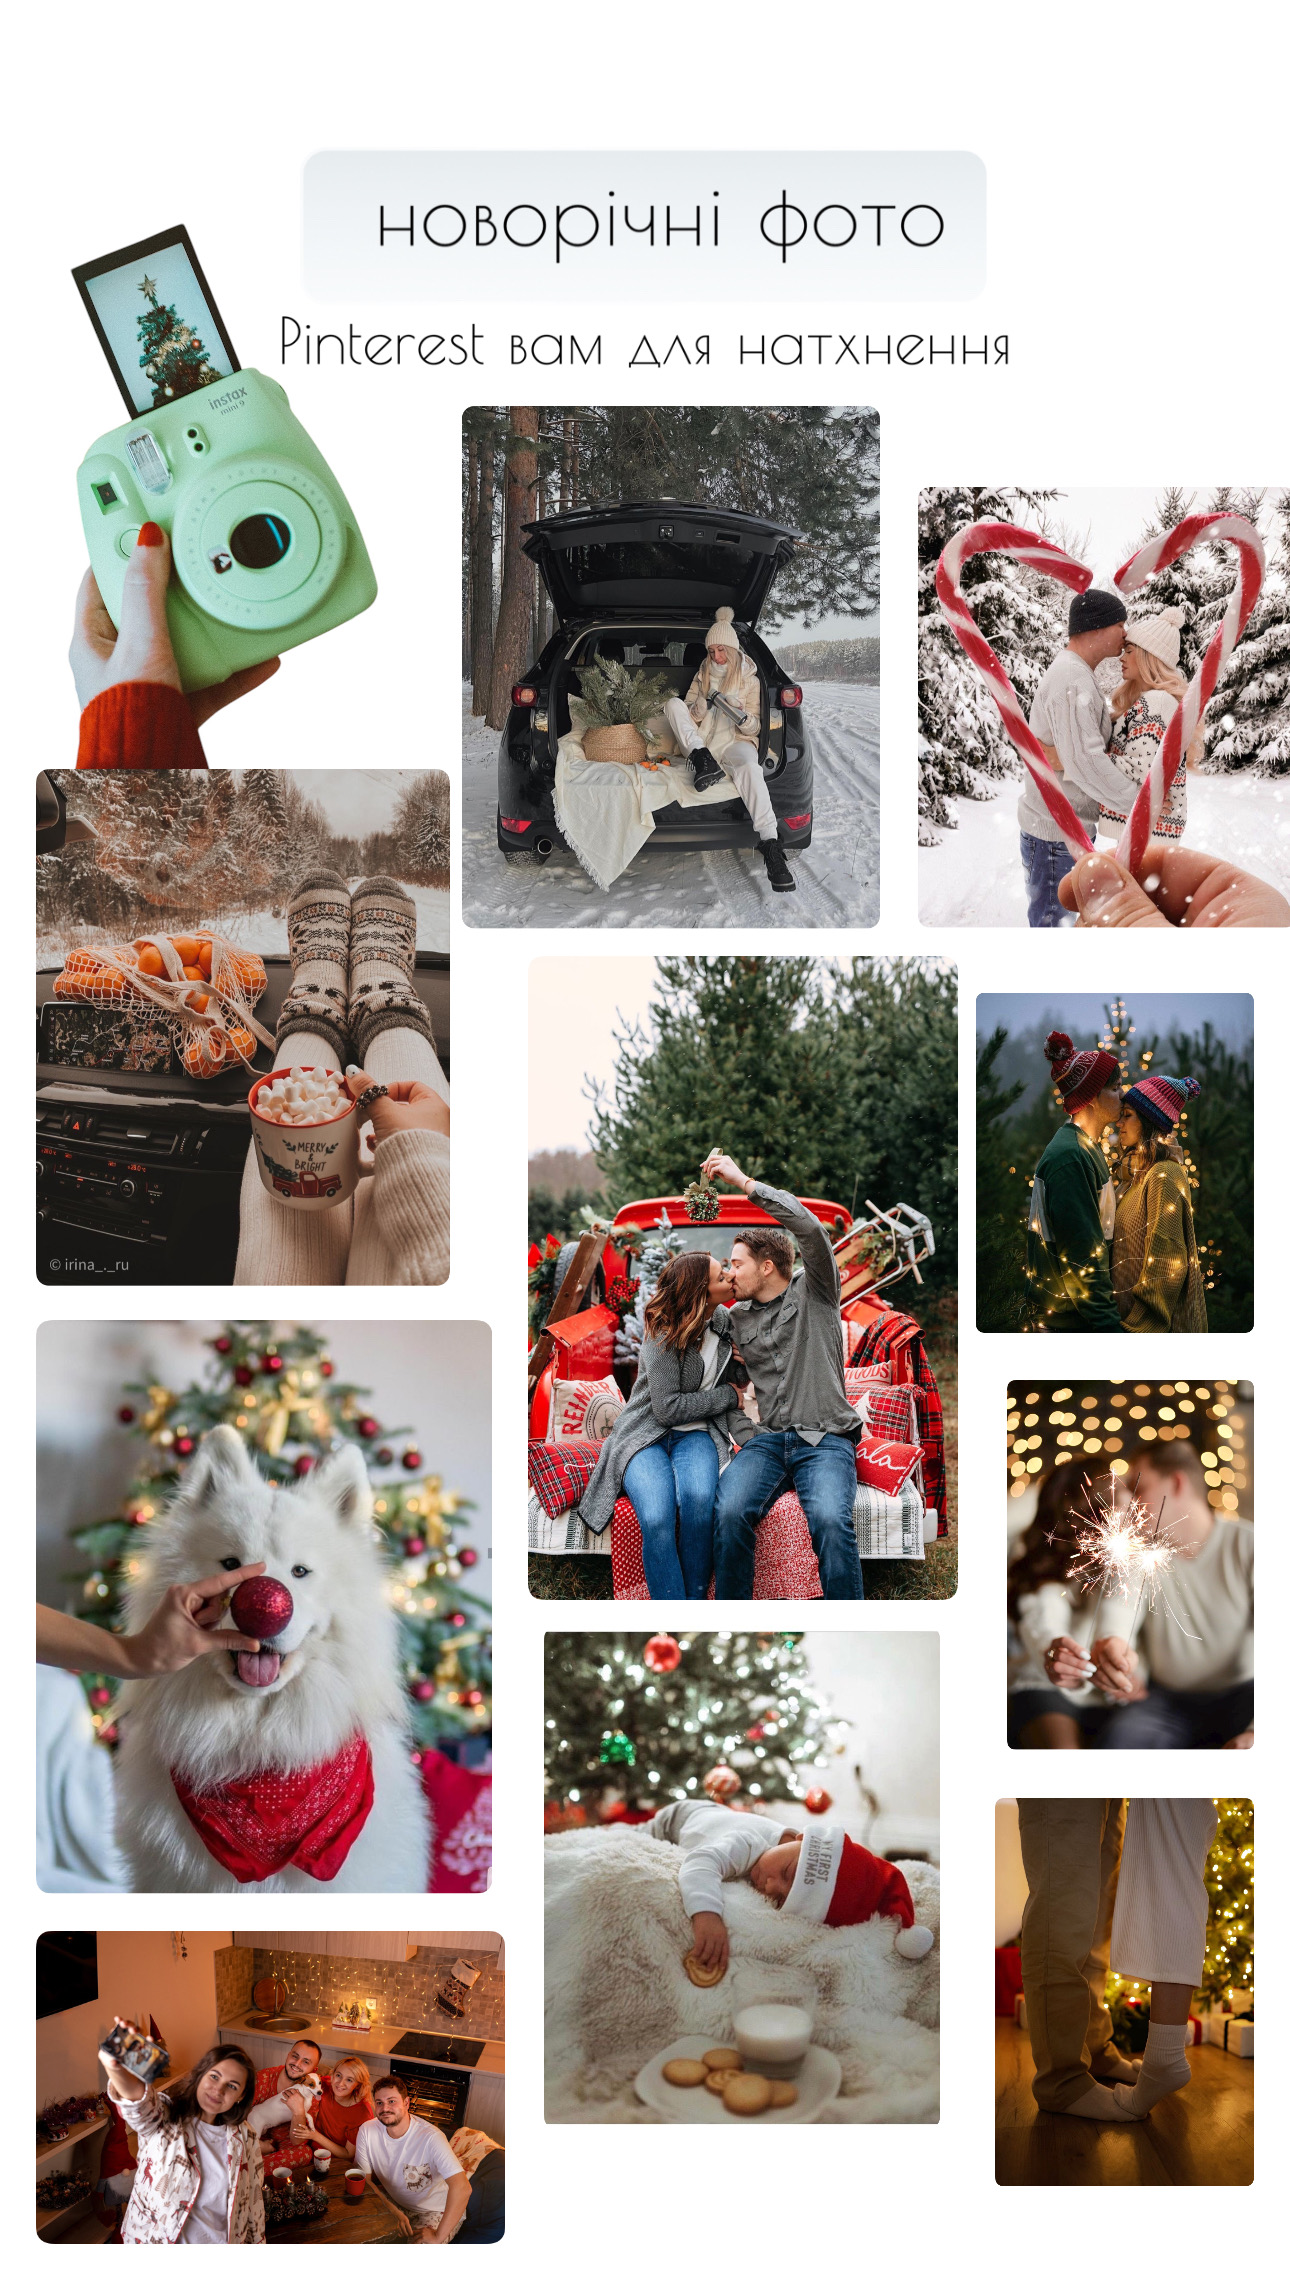 новорічні фото
Pinterest вам для натхнення
instax
mini 9
MERRY
&
BRIGHT
© irina_._ru
REINDEER
MY FIRST
CHRISTMAS